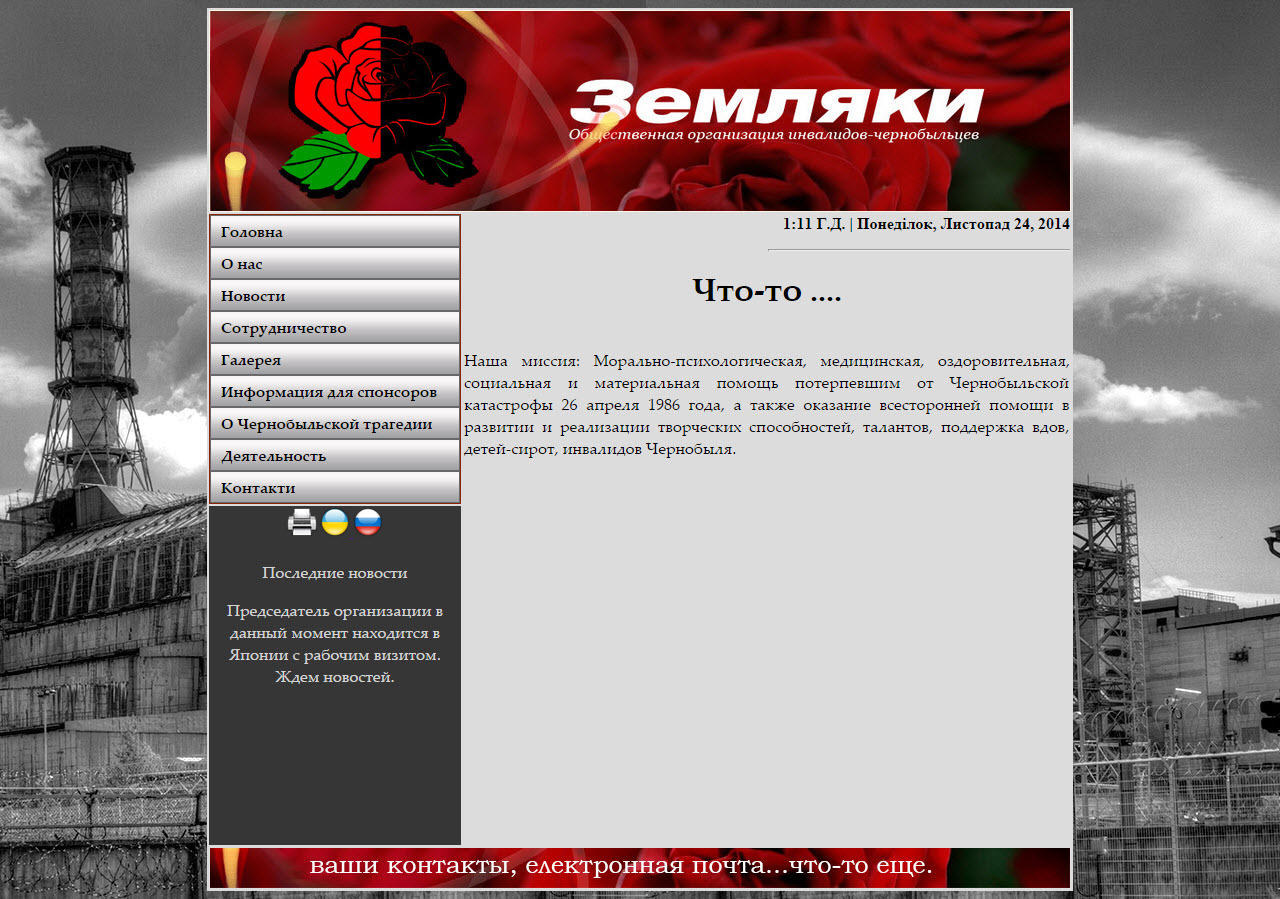 Земляки
Общественная организация инвалидов-чернобыльцев
1:11 Г.Д. | Понеділок, Листопад 24, 2014
Головна
О нас
Новости
Сотрудничество
Галерея
Информация для спонсоров
О Чернобыльской трагедии
Деятельность
Контакти
Что-то ....
Наша миссия: Морально-психологическая, медицинская, оздоровительная,
социальная и материальная помощь потерпевшим от Чернобыльской
катастрофы 26 апреля 1986 года, а также оказание всесторонней помощи в
развитии и реализации творческих способностей, талантов, поддержка вдов,
детей-сирот, инвалидов Чернобыля.
Последние новости
Председатель организации в
данный момент находится в
Японии с рабочим визитом.
Ждем новостей.
ваши контакты, електронная почта...что-то еще.